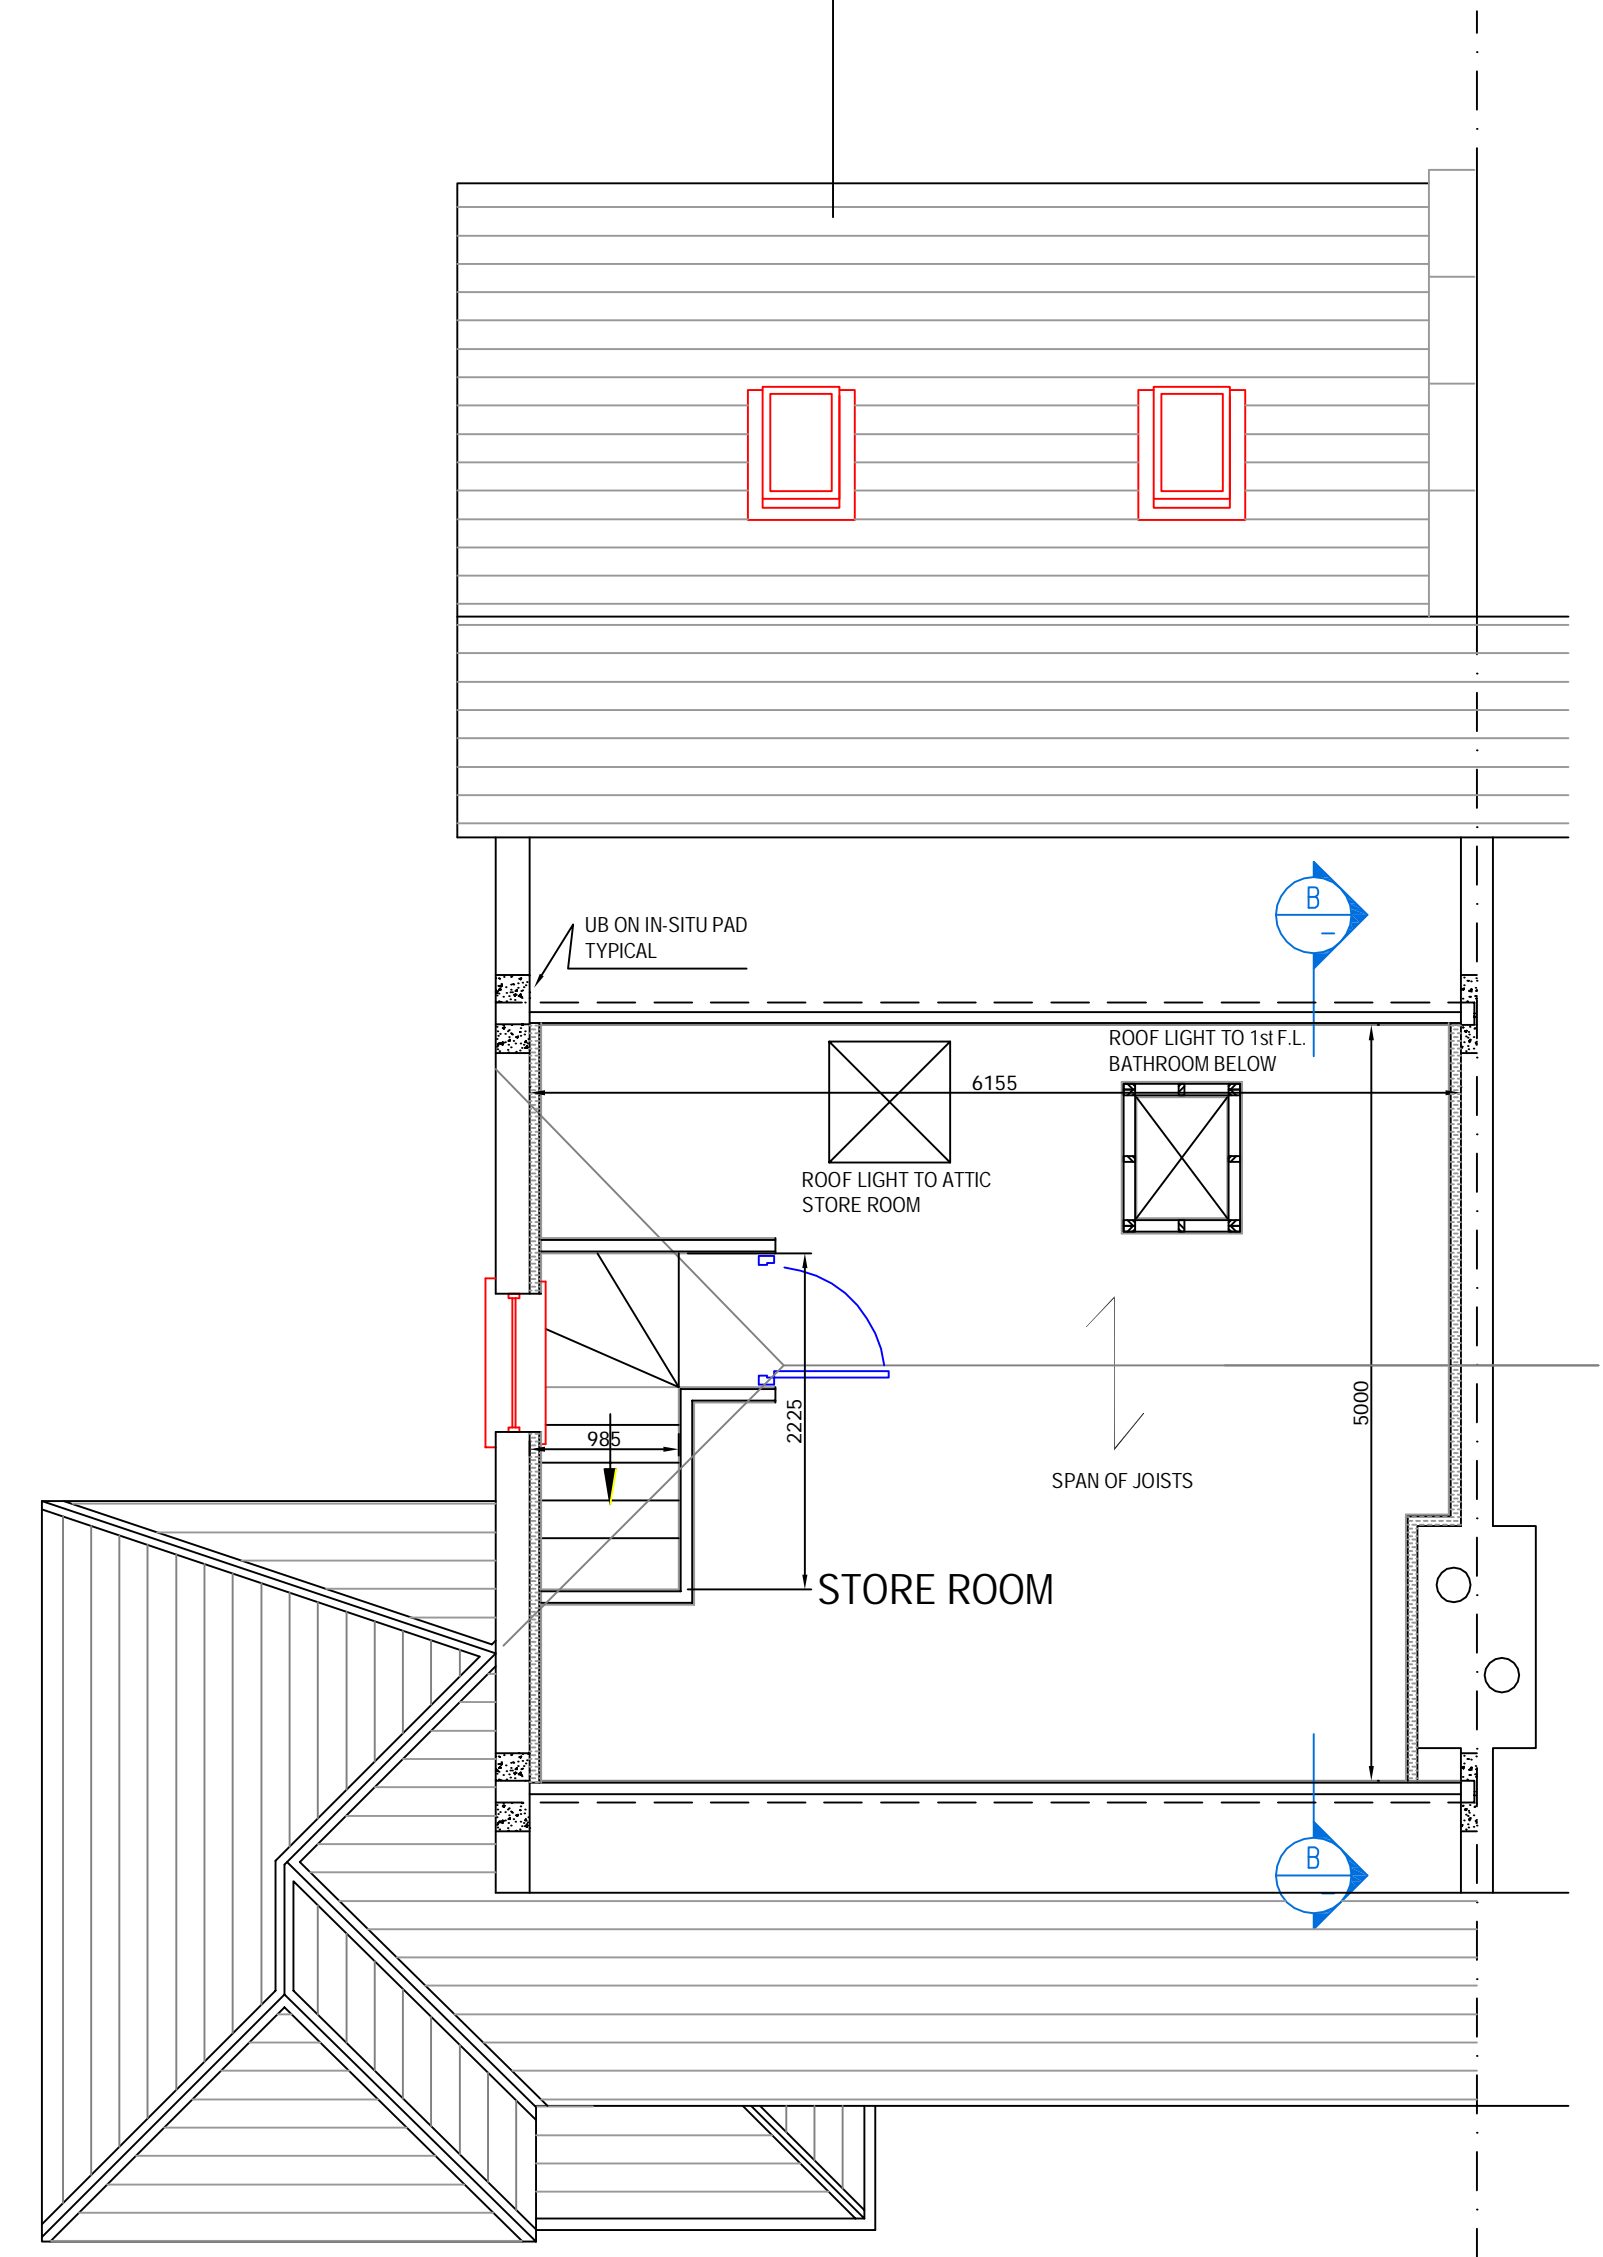 B
UB ON IN-SITU PAD
TYPICAL
ROOF LIGHT TO 1st F.L.
BATHROOM BELOW
6155
ROOF LIGHT TO ATTIC
STORE ROOM
2225
5000
985
SPAN OF JOISTS
STORE ROOM
B